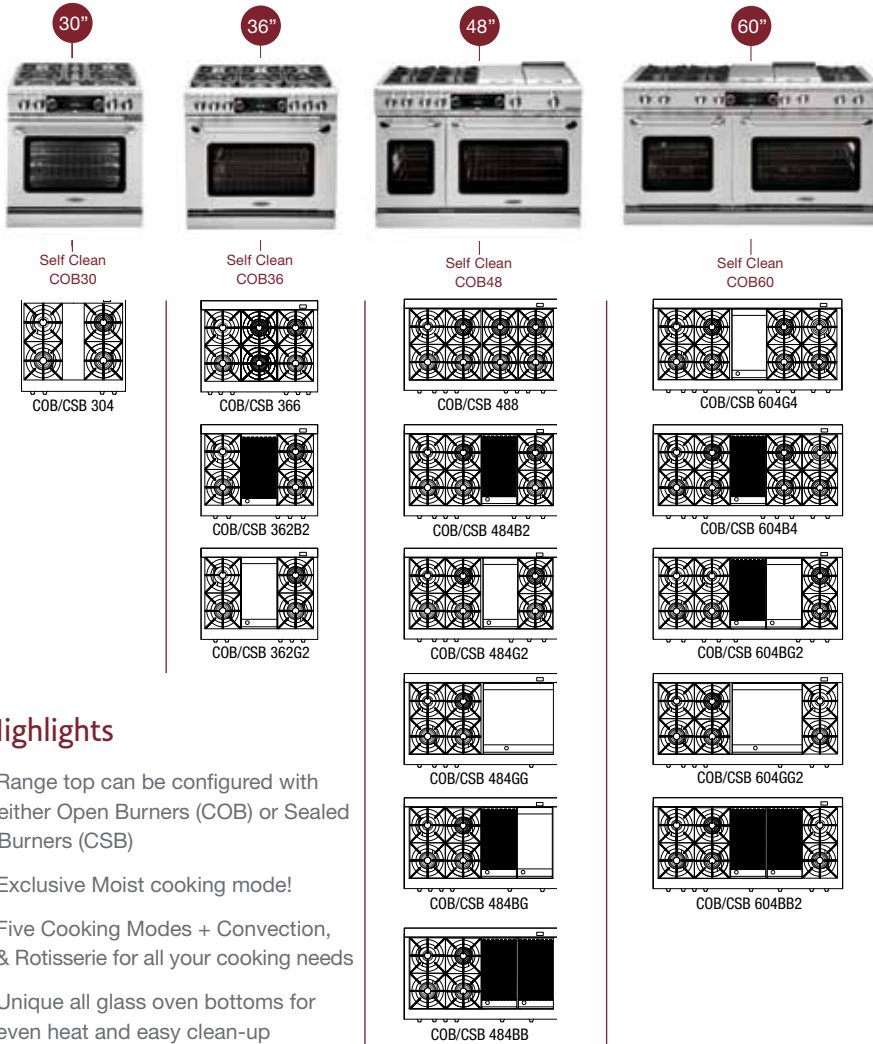 30”
36”
48”
60”
Self Clean
COB30
Self Clean
COB36
Self Clean
COB48
Self Clean
COB60
COB/CSB 304
COB/CSB 366
COB/CSB 362B2
COB/CSB 362G2
COB/CSB 488
COB/CSB 484B2
COB/CSB 484G2
COB/CSB 484GG
COB/CSB 484BG
COB/CSB 484BB
COB/CSB 604G4
COB/CSB 604B4
COB/CSB 604BG2
COB/CSB 604GG2
COB/CSB 604BB2
Highlights
Range top can be configured with
either Open Burners (COB) or Sealed
Burners (CSB)
Exclusive Moist cooking mode!
Five Cooking Modes + Convection,
& Rotisserie for all your cooking needs
Unique all glass oven bottoms for
even heat and easy clean-up